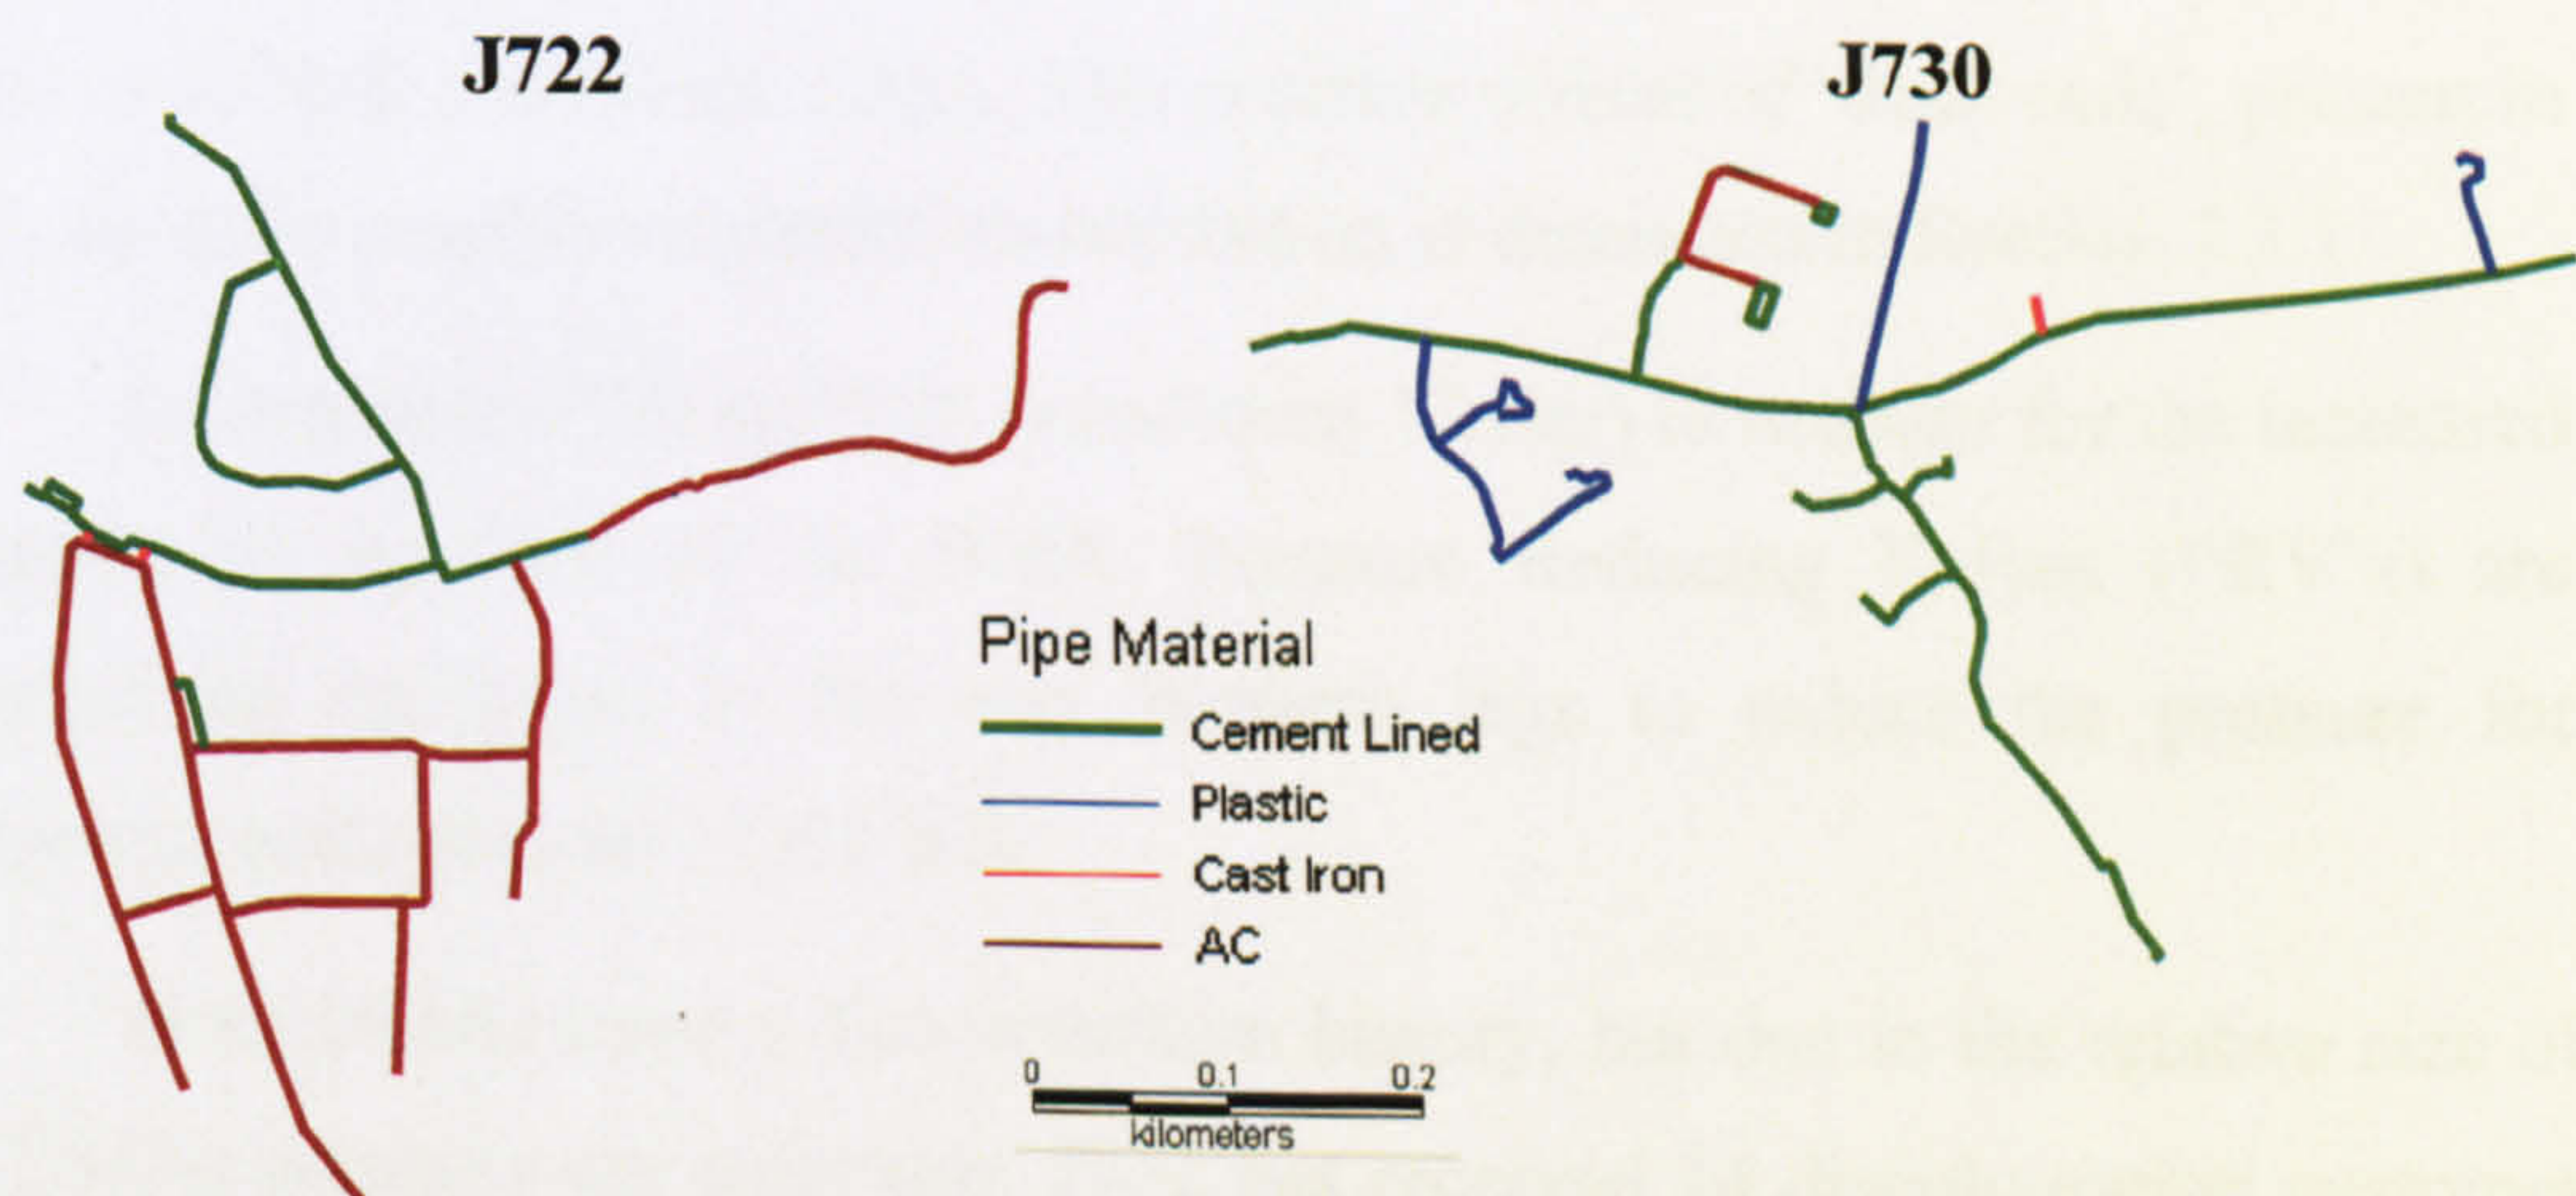 J722
J730
Pipe Material
Cement Lined
Plastic
Cast Iron
AC
0 0.1 0.2
kilometers